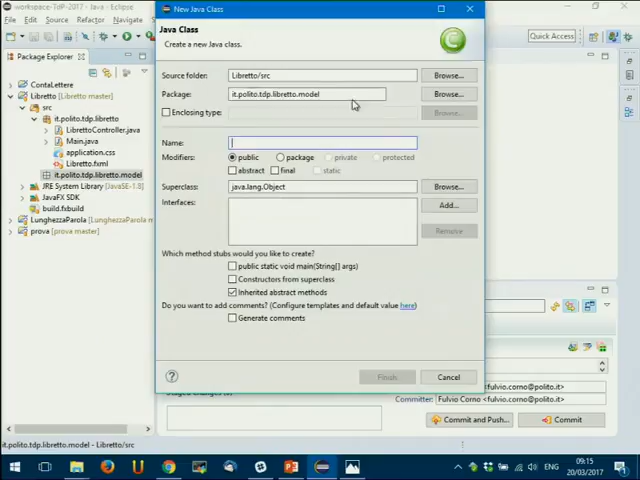 workspace-TdP-2017 - Java - Eclipse
File Edit Source Refactor
Quick Access
Package Explorer
ContaLettere
Libretto [Libretto master]
src
it.polito.tdp.libretto
LibrettoController.java
Main.java
application.css
Libretto.fxml
it.polito.tdp.libretto.model
JRE System Library [JavaSE-1.8]
JavaFX SDK
build.fxbuild
LunghezzaParola
prova [prova master]
New Java Class
Java Class
Create a new Java class.
Source folder: Libretto/src Browse...
Package: it.polito.tdp.libretto.model Browse...
Enclosing type: Browse...
Name:
Modifiers: public package private protected
abstract final static
Superclass: java.lang.Object Browse...
Interfaces: Add...
Remove
Which method stubs would you like to create?
public static void main(String[] args)
Constructors from superclass
Inherited abstract methods
Do you want to add comments? (Configure templates and default value here)
Generate comments
? Finish Cancel
<fulvio.corno@polito.it>
Committer: Fulvio Corno <fulvio.corno@polito.it>
Commit and Push... Commit
it.polito.tdp.libretto.model - Libretto/src
ENG
09:15
20/03/2017